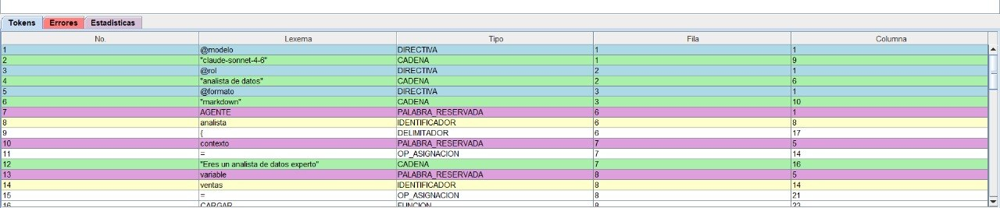 Tokens Errores Estadisticas
No. Lexema Tipo Fila Columna
1 @modelo DIRECTIVA 1 1
2 "claude-sonnet-4-6" CADENA 1 9
3 @rol DIRECTIVA 2 1
4 "analista de datos" CADENA 2 6
5 @formato DIRECTIVA 3 1
6 "markdown" CADENA 3 10
7 AGENTE PALABRA_RESERVADA 6 1
8 analista IDENTIFICADOR 6 8
9 { DELIMITADOR 6 17
10 contexto PALABRA_RESERVADA 7 5
11 = OP_ASIGNACION 7 14
12 "Eres un analista de datos experto" CADENA 7 16
13 variable PALABRA_RESERVADA 8 5
14 ventas IDENTIFICADOR 8 14
15 = OP_ASIGNACION 8 21
16 CARGAR FUNCION 8 23